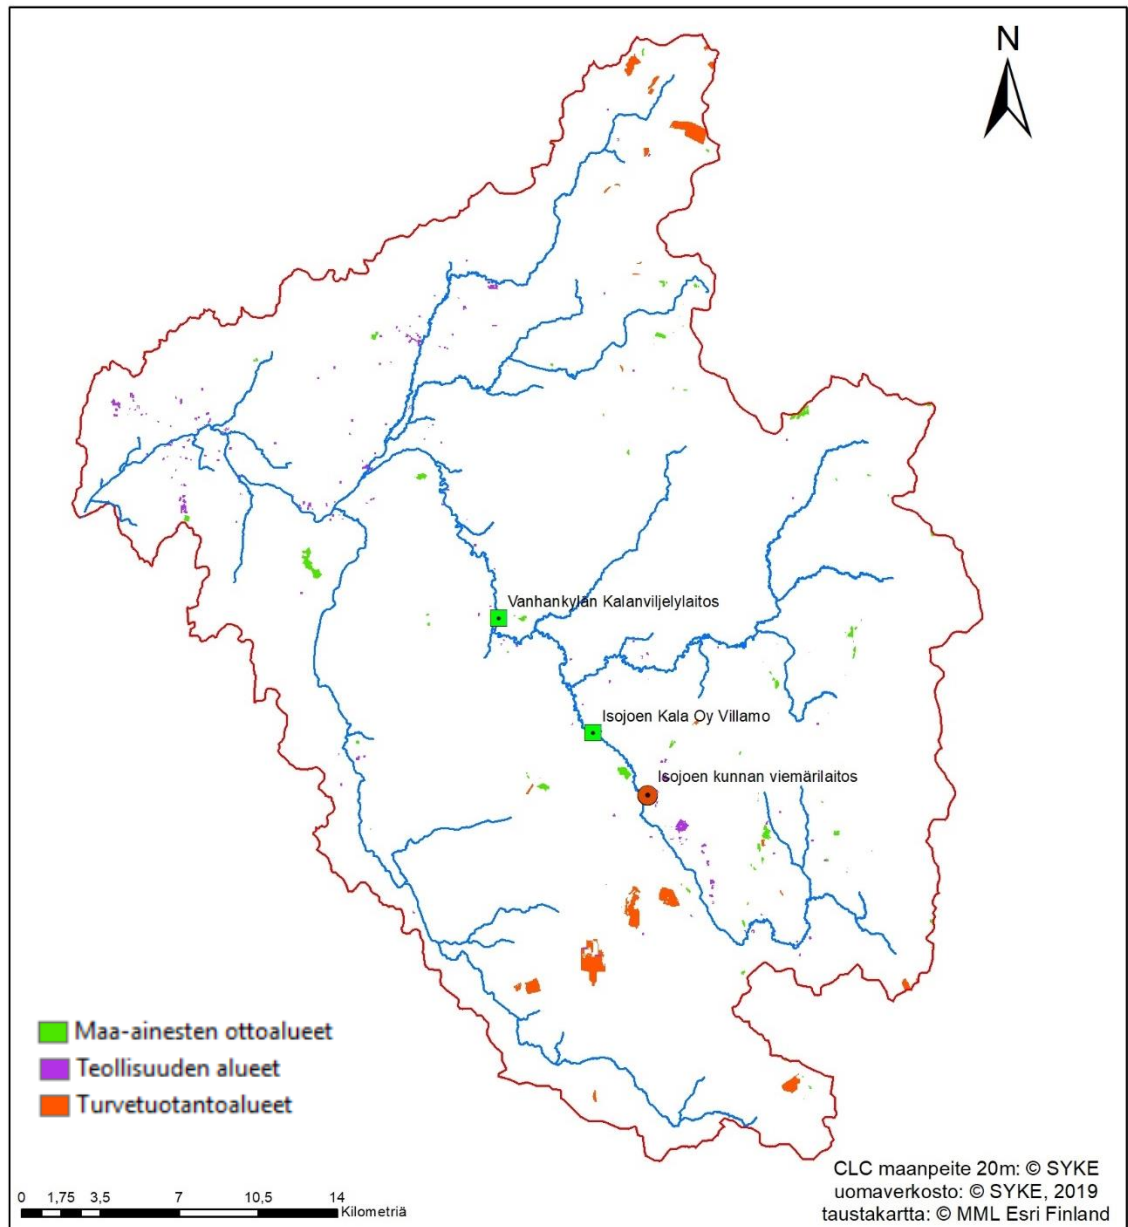 N
Vanhankylän Kalanviljelylaitos
Isojoen Kala Oy Villamo
Isojoen kunnan viemärilaitos
Maa-ainesten ottoalueet
Teollisuuden alueet
Turvetuotantoalueet
CLC maanpeite 20m: © SYKE
uomaverkosto: © SYKE, 2019
taustakartta: © MML Esri Finland
0 1,75 3,5 7 10,5 14
Kilometriä